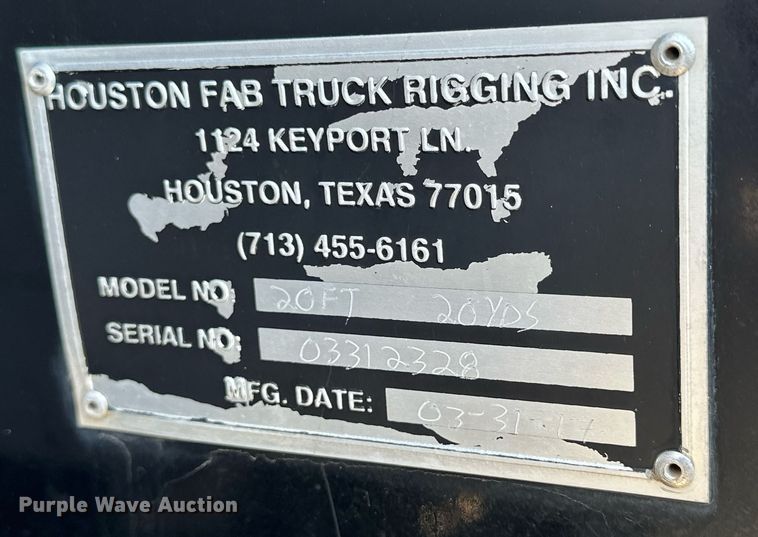 HOUSTON FAB TRUCK RIGGING INC.
1124 KEYPORT LN.
HOUSTON, TEXAS 77015
(713) 455-6161
MODEL NO: 20FT 20YDS
SERIAL NO: 03312328
MFG. DATE: 03-31-17
Purple Wave Auction